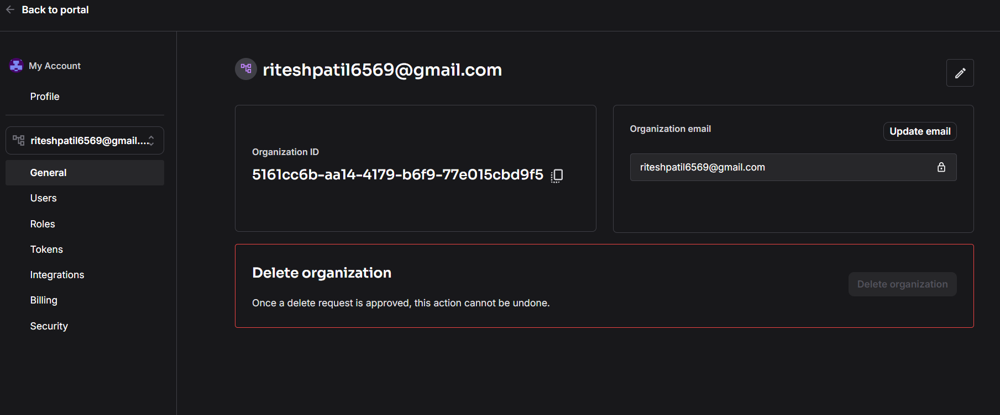 Back to portal
My Account
Profile
riteshpatil6569@gmail....
General
Users
Roles
Tokens
Integrations
Billing
Security
riteshpatil6569@gmail.com
Organization ID
5161cc6b-aa14-4179-b6f9-77e015cbd9f5
Organization email
Update email
riteshpatil6569@gmail.com
Delete organization
Once a delete request is approved, this action cannot be undone.
Delete organization